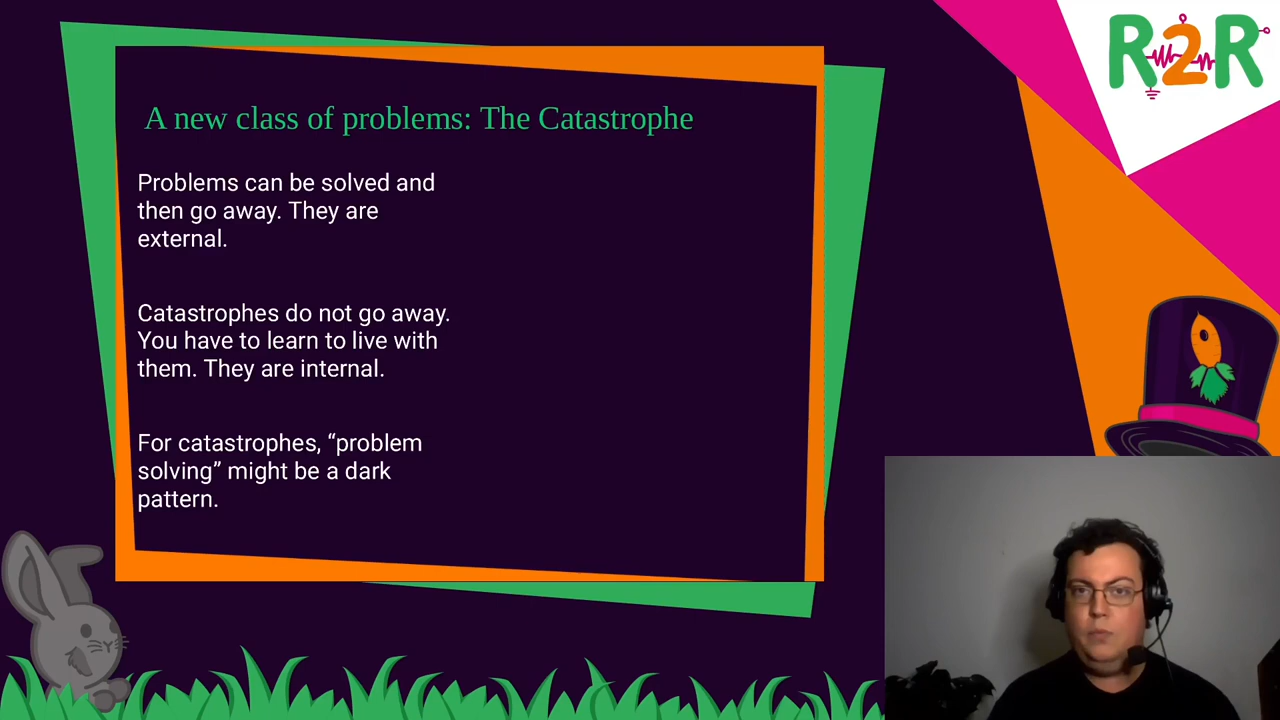 R2R
A new class of problems: The Catastrophe
Problems can be solved and
then go away. They are
external.
Catastrophes do not go away.
You have to learn to live with
them. They are internal.
For catastrophes, “problem
solving” might be a dark
pattern.